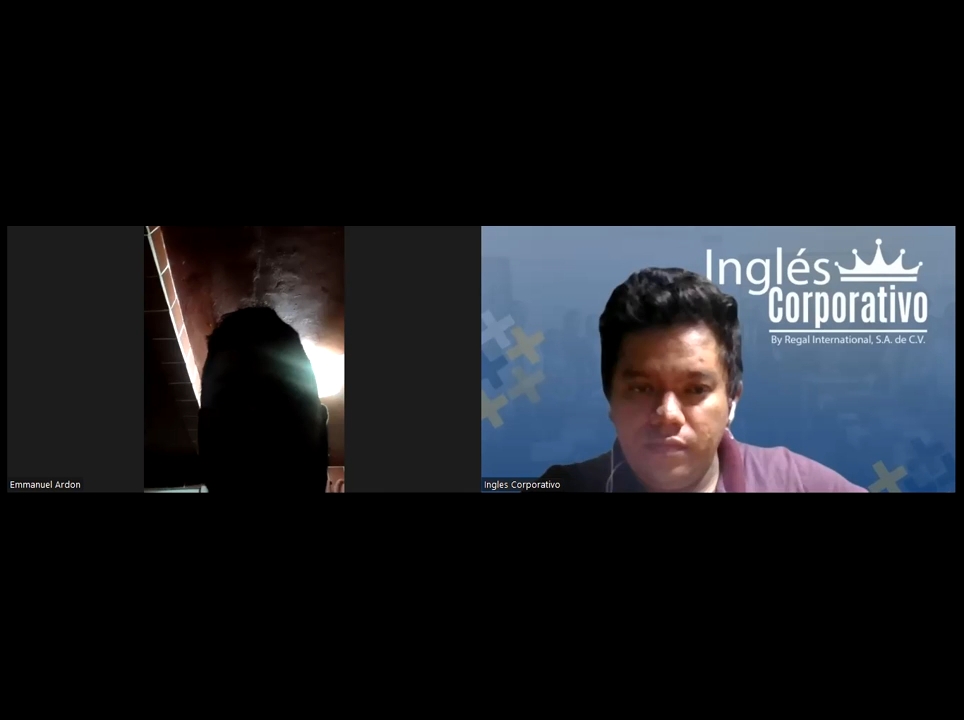 Inglés
Corporativo
By Regal International, S.A. de C.V.
Emmanuel Ardon
Ingles Corporativo